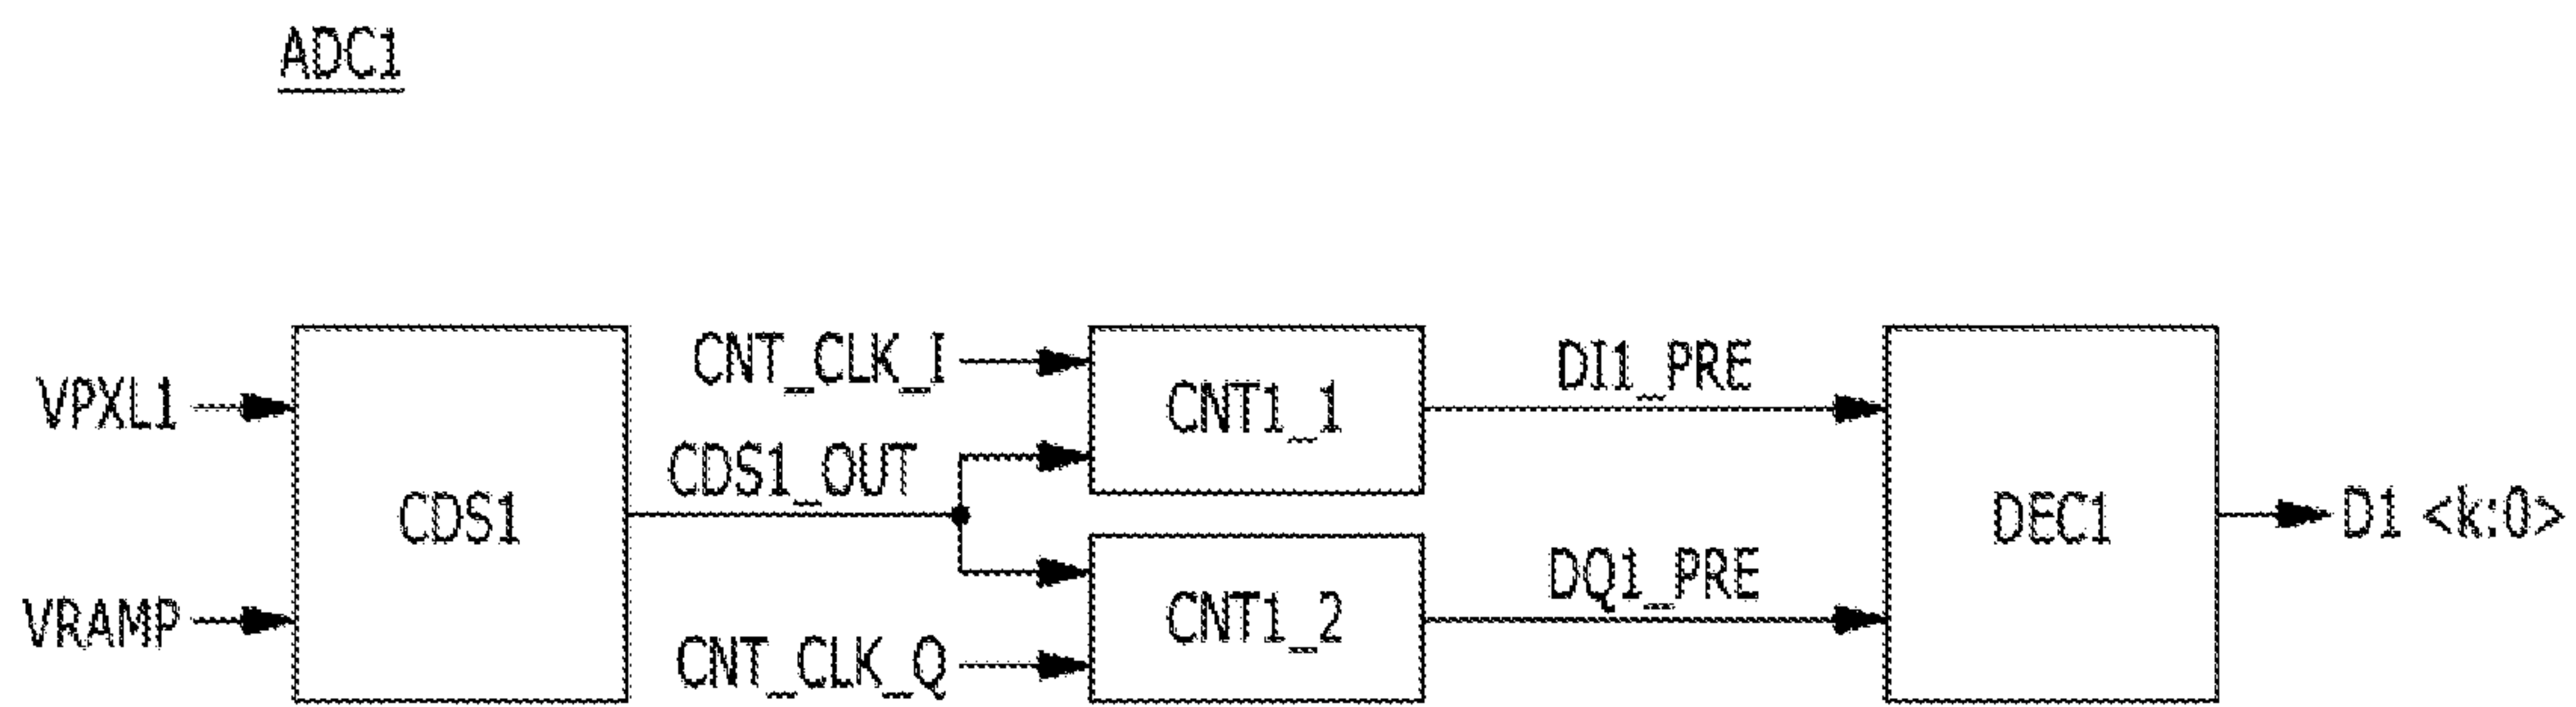 ADC1
CNT_CLK_I
DI1_PRE
VPXL1
CNT1_1
CDS1_OUT
CDS1
DEC1
D1 <k:0>
DQ1_PRE
VRAMP
CNT1_2
CNT_CLK_Q